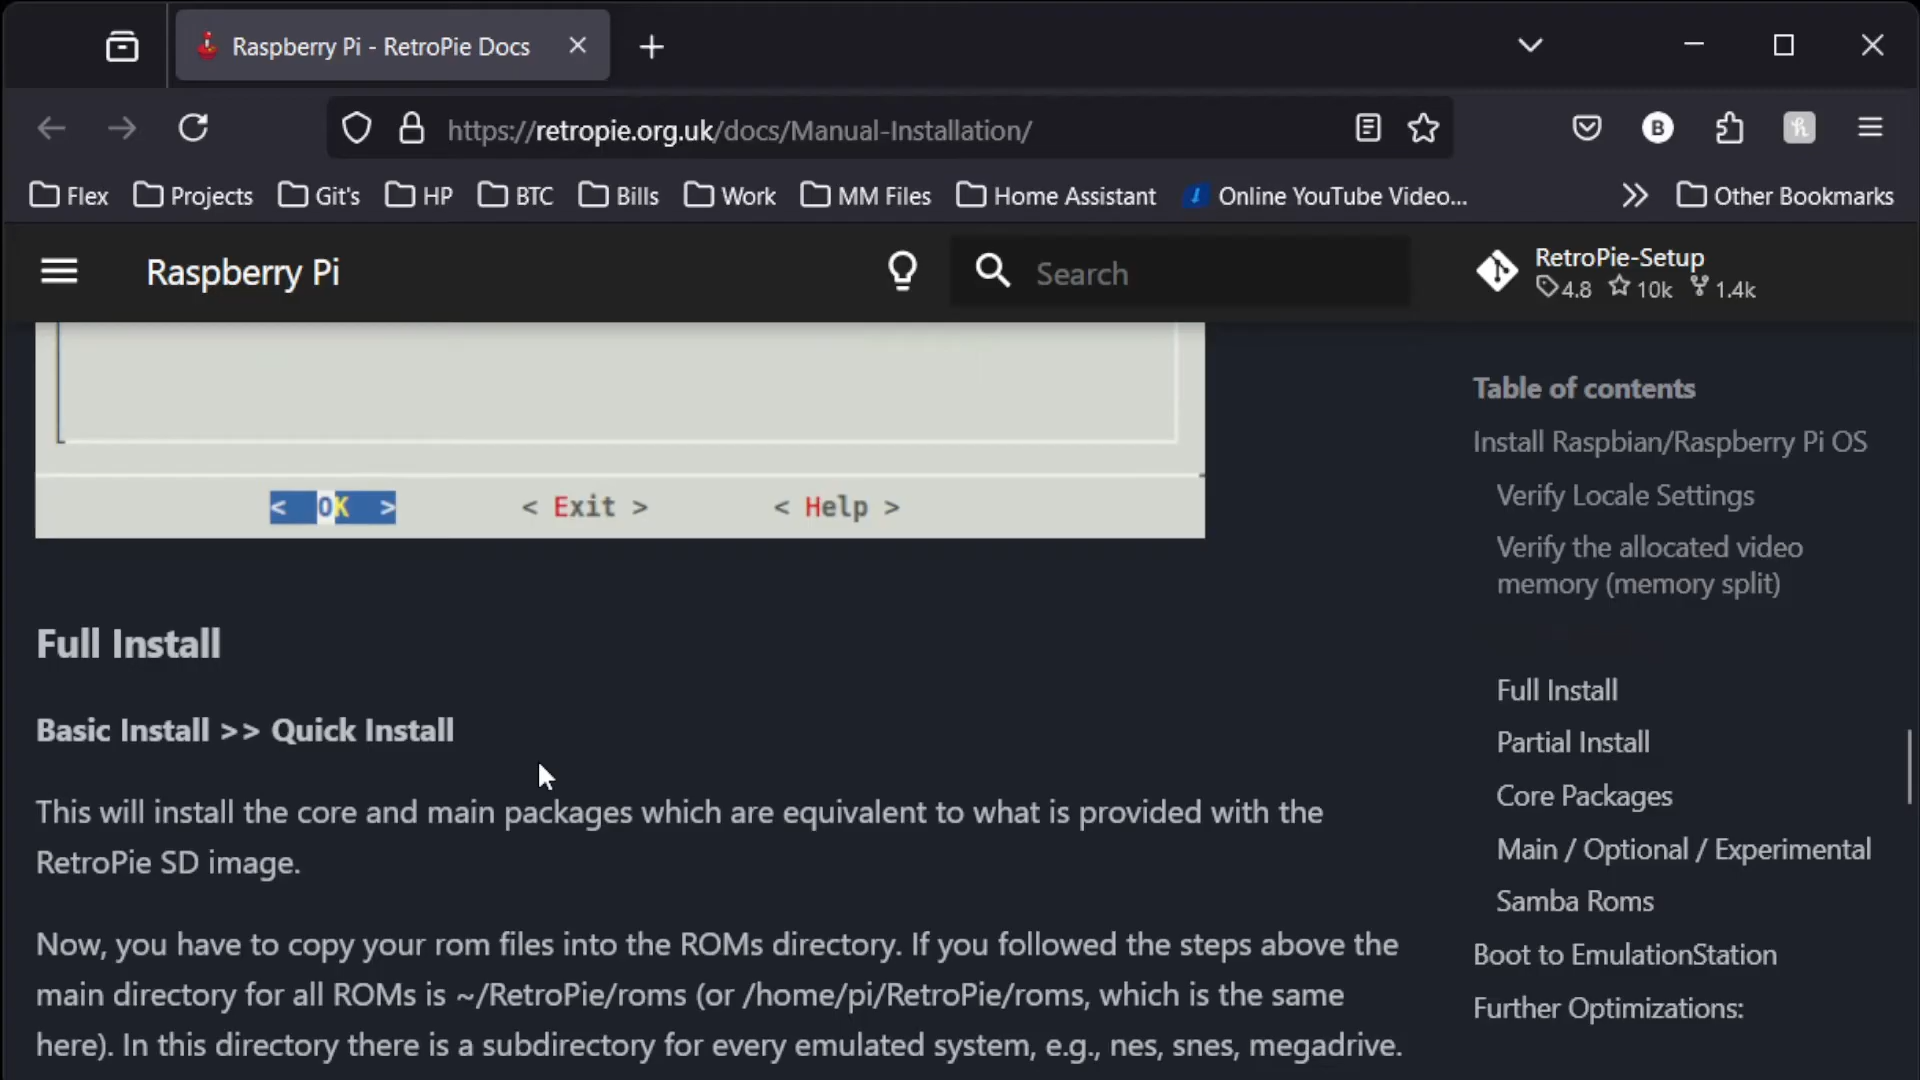 Raspberry Pi - RetroPie Docs
https://retropie.org.uk/docs/Manual-Installation/
B
Flex Projects Git's HP BTC Bills Work MM Files Home Assistant Online YouTube Video... Other Bookmarks
Raspberry Pi
Search
RetroPie-Setup
4.8 10k 1.4k
< OK > < Exit > < Help >
Full Install
Basic Install >> Quick Install
This will install the core and main packages which are equivalent to what is provided with the
RetroPie SD image.
Now, you have to copy your rom files into the ROMs directory. If you followed the steps above the
main directory for all ROMs is ~/RetroPie/roms (or /home/pi/RetroPie/roms, which is the same
here). In this directory there is a subdirectory for every emulated system, e.g., nes, snes, megadrive.
Table of contents
Install Raspbian/Raspberry Pi OS
Verify Locale Settings
Verify the allocated video
memory (memory split)
Full Install
Partial Install
Core Packages
Main / Optional / Experimental
Samba Roms
Boot to EmulationStation
Further Optimizations: